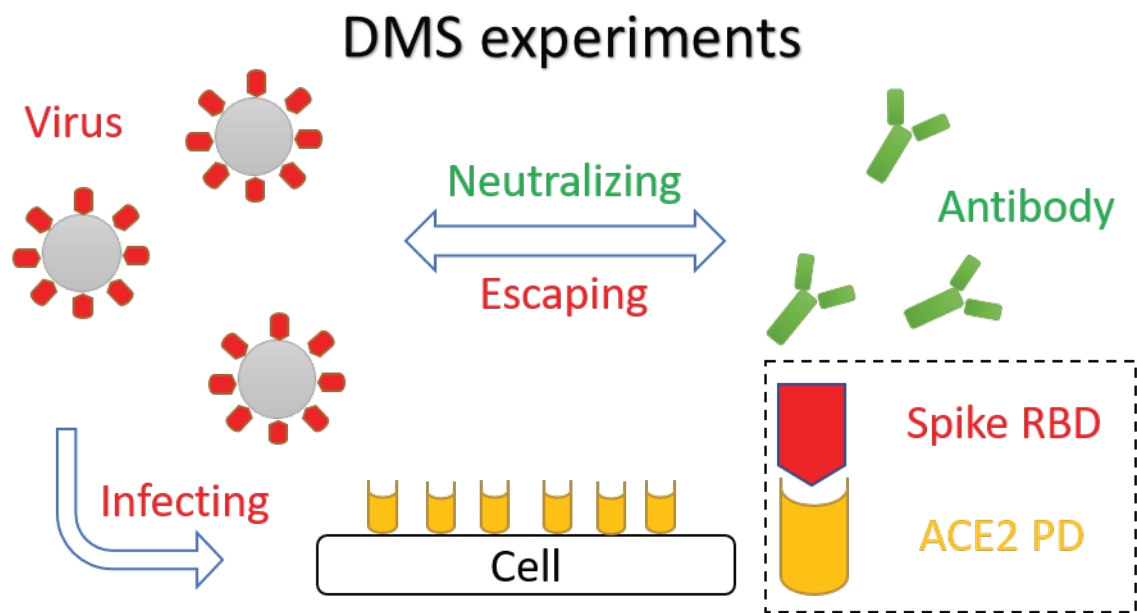 DMS experiments
Virus
Neutralizing
Antibody
Escaping
Spike RBD
Infecting
ACE2 PD
Cell